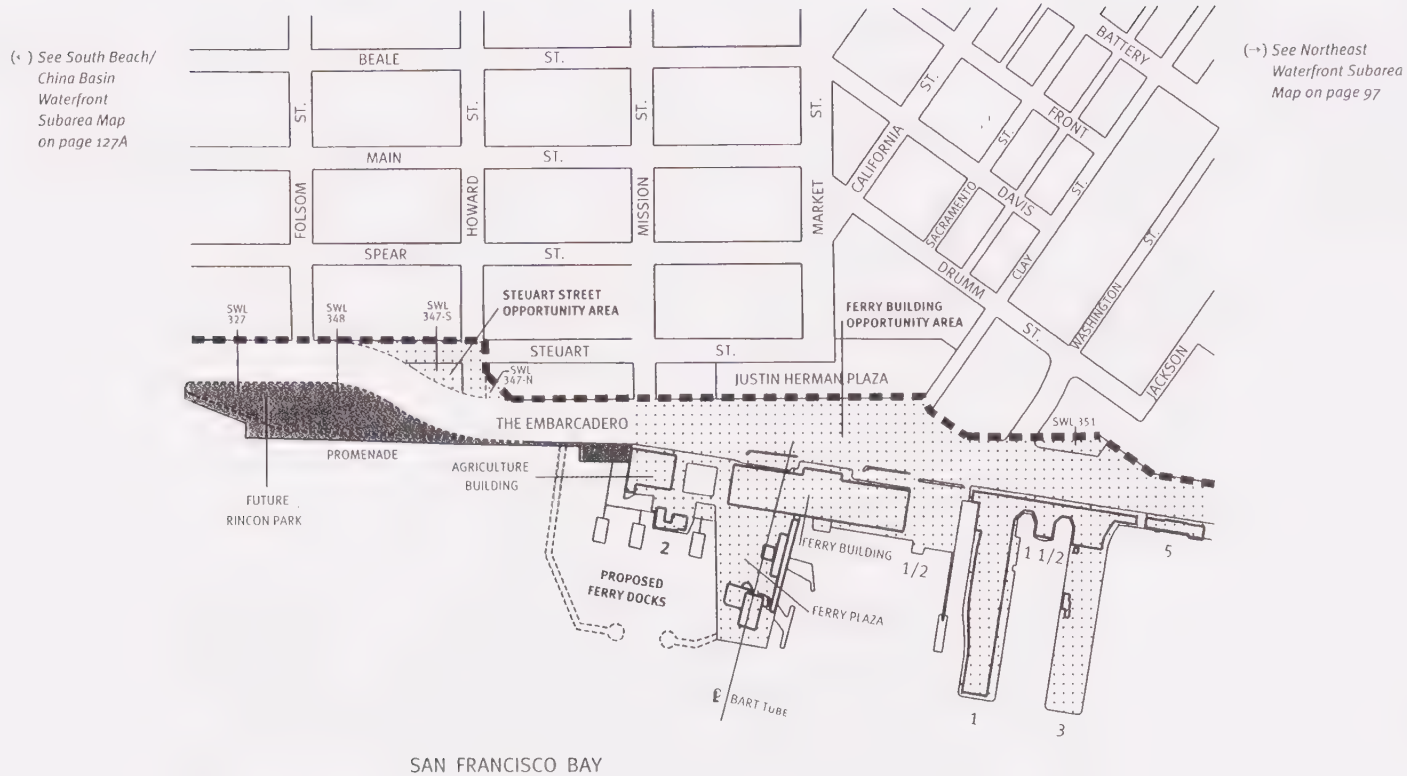 (←) See South Beach/
China Basin
Waterfront
Subarea Map
on page 127A
(→) See Northeast
Waterfront Subarea
Map on page 97
BEALE ST.
MAIN ST.
SPEAR ST.
STEUART ST.
FOLSOM ST.
HOWARD ST.
MISSION ST.
MARKET ST.
CALIFORNIA ST.
SACRAMENTO ST.
CLAY ST.
WASHINGTON ST.
JACKSON
BATTERY
FRONT
DAVIS
DRUMM ST.
SWL
327
SWL
348
SWL
347-S
STEUART STREET
OPPORTUNITY AREA
FERRY BUILDING
OPPORTUNITY AREA
SWL
347-N
JUSTIN HERMAN PLAZA
SWL 351
THE EMBARCADERO
PROMENADE
AGRICULTURE
BUILDING
FUTURE
RINCON PARK
2
PROPOSED
FERRY DOCKS
FERRY BUILDING
1/2
1 1/2
5
FERRY PLAZA
BART TUBE
1
3
SAN FRANCISCO BAY